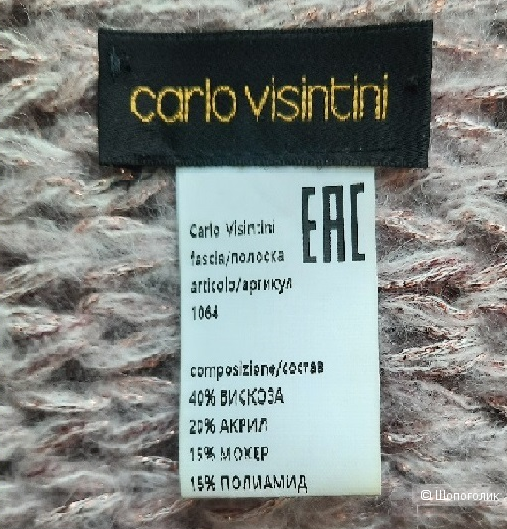 carlo visintini
EAC
Carlo Visintini
fascia/полоска
articolo/артикул
1064
composizione/состав
40% ВИСКОЗА
20% АКРИЛ
15% МОХЕР
15% ПОЛИАМИД
© Шопоголик